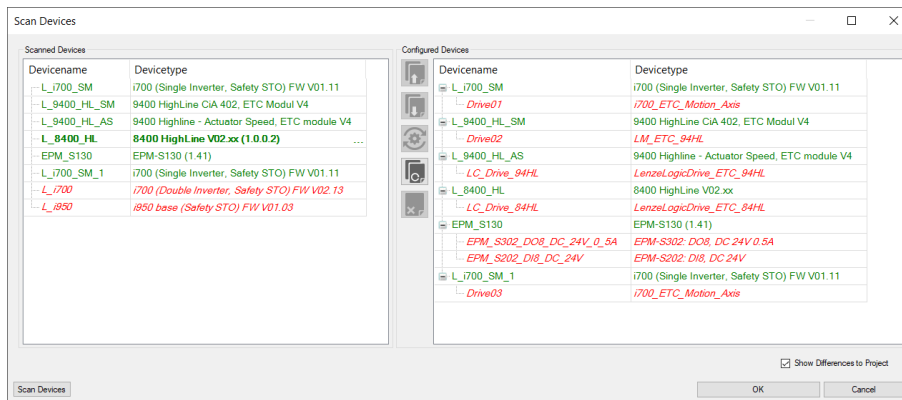 Scan Devices
Scanned Devices
Devicename Devicetype
L_i700_SM i700 (Single Inverter, Safety STO) FW V01.11
L_9400_HL_SM 9400 HighLine CiA 402, ETC Modul V4
L_9400_HL_AS 9400 Highline - Actuator Speed, ETC module V4
L_8400_HL 8400 HighLine V02.xx (1.0.0.2) ...
EPM_S130 EPM-S130 (1.41)
L_i700_SM_1 i700 (Single Inverter, Safety STO) FW V01.11
L_i700 i700 (Double Inverter, Safety STO) FW V02.13
L_i950 i950 base (Safety STO) FW V01.03
Configured Devices
Devicename Devicetype
L_i700_SM i700 (Single Inverter, Safety STO) FW V01.11
Drive01 i700_ETC_Motion_Axis
L_9400_HL_SM 9400 HighLine CiA 402, ETC Modul V4
Drive02 LM_ETC_94HL
L_9400_HL_AS 9400 Highline - Actuator Speed, ETC module V4
LC_Drive_94HL LenzeLogicDrive_ETC_94HL
L_8400_HL 8400 HighLine V02.xx
LC_Drive_84HL LenzeLogicDrive_ETC_84HL
EPM_S130 EPM-S130 (1.41)
EPM_S302_DO8_DC_24V_0_5A EPM-S302: DO8, DC 24V 0.5A
EPM_S202_DI8_DC_24V EPM-S202: DI8, DC 24V
L_i700_SM_1 i700 (Single Inverter, Safety STO) FW V01.11
Drive03 i700_ETC_Motion_Axis
Show Differences to Project
Scan Devices
OK
Cancel